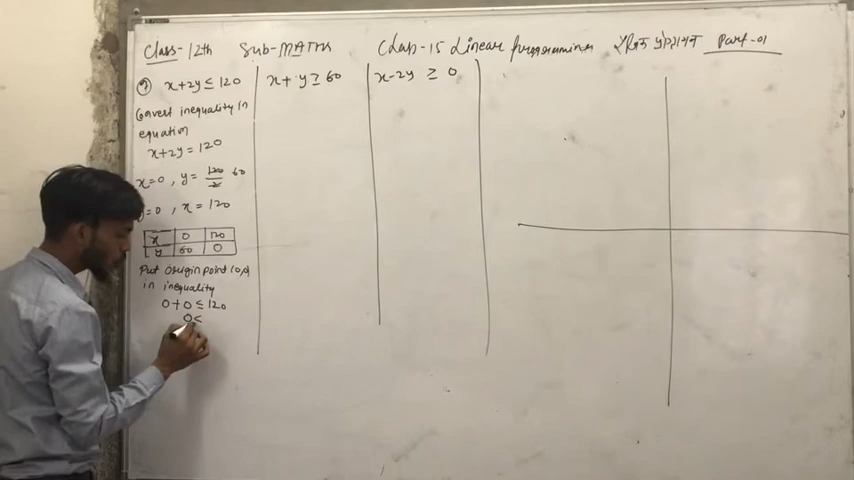 Class-12th Sub-MATHS Class-15 Linear Programming रैखिक प्रोग्रामन Part-01
x+2y ≤ 120
Convert inequality in
equation
x+2y = 120
x=0, y = 120/2 60
y=0, x = 120
x 0 120
y 60 0
Put origin point (0,0)
in inequality
0+0 ≤ 120
0 <
x+y ≥ 60
x-2y ≥ 0